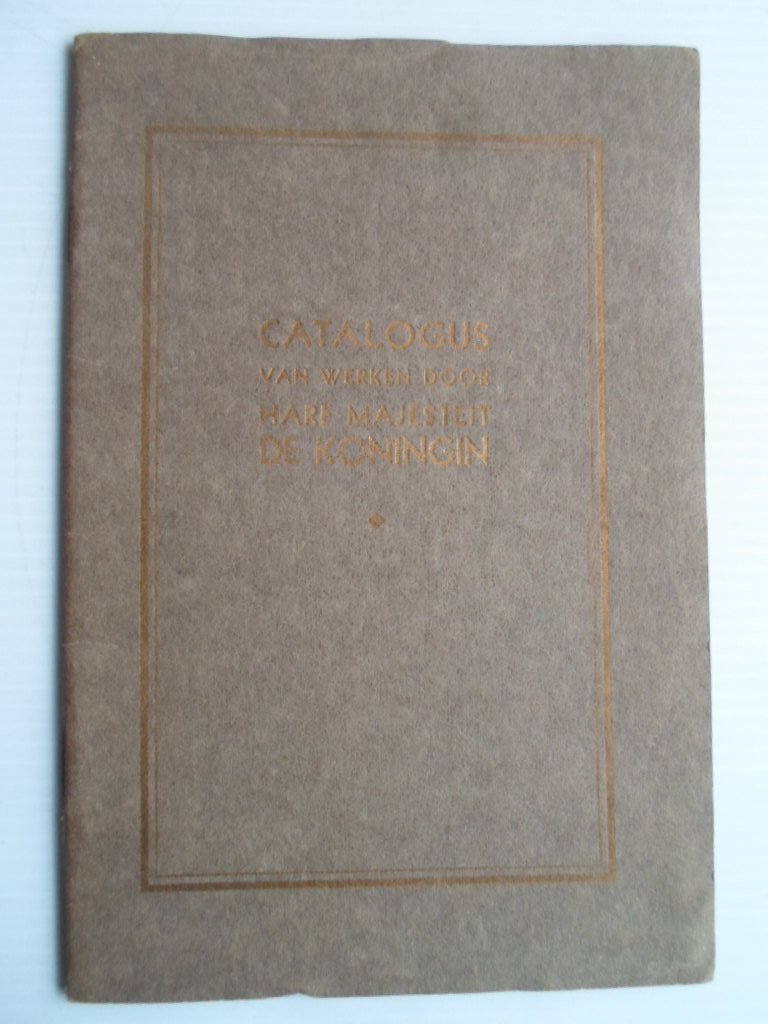 CATALOGUS
VAN WERKEN DOOR
HARE MAJESTEIT
DE KONINGIN